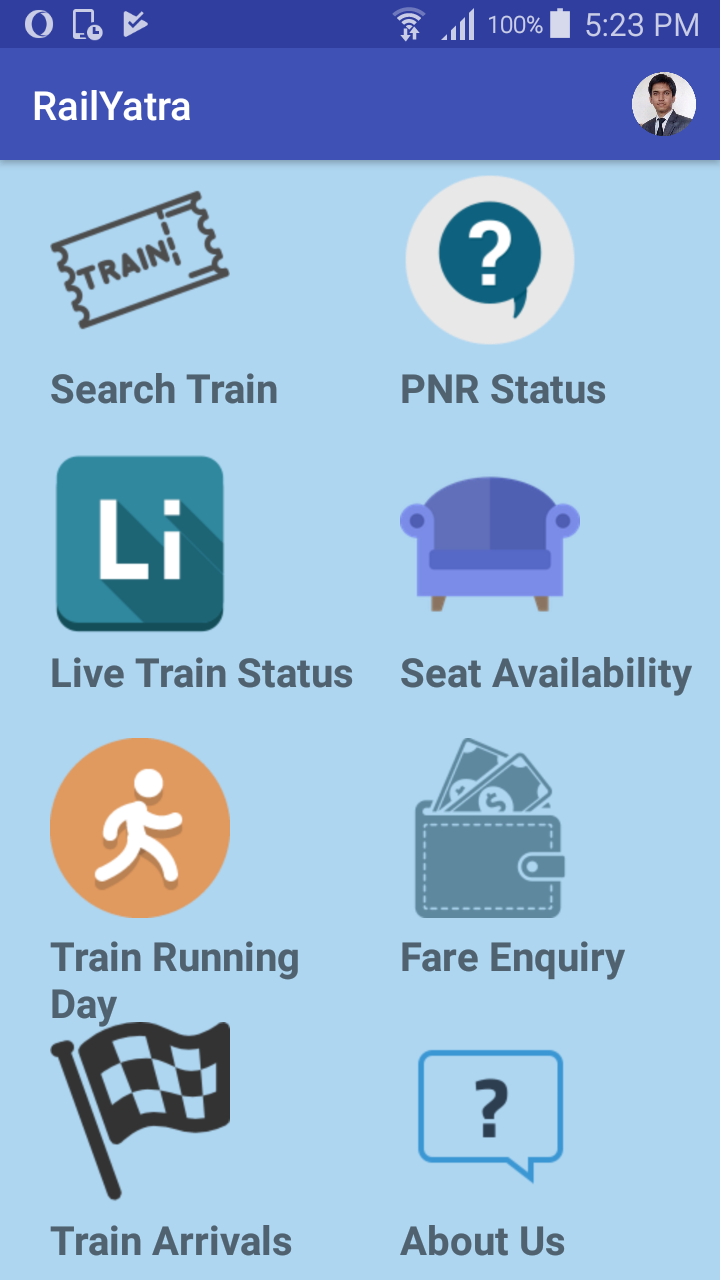 100% 5:23 PM
RailYatra
TRAIN
?
Search Train
PNR Status
Li
Live Train Status
Seat Availability
$
Train Running
Day
Fare Enquiry
?
Train Arrivals
About Us